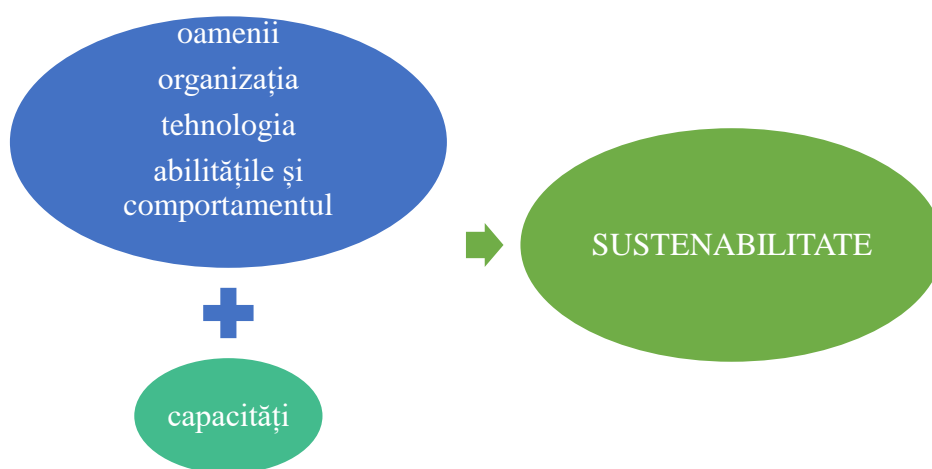 oamenii
organizația
tehnologia
abilitățile și
comportamentul
SUSTENABILITATE
capacități